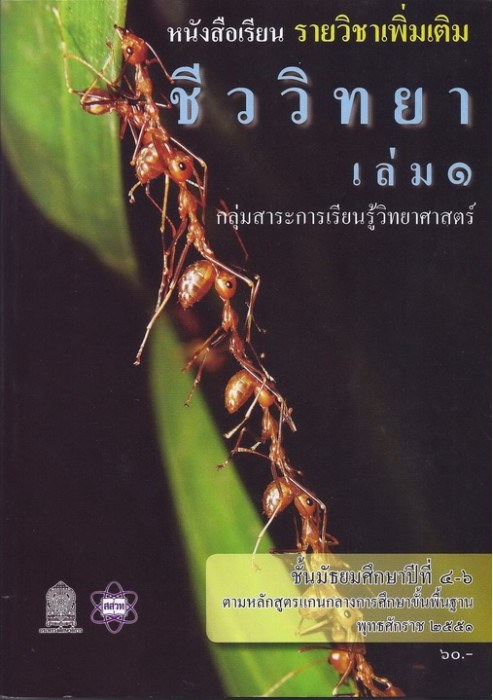 หนังสือเรียน รายวิชาเพิ่มเติม
ชีววิทยา
เล่ม ๑
กลุ่มสาระการเรียนรู้วิทยาศาสตร์
ชั้นมัธยมศึกษาปีที่ ๔-๖
ตามหลักสูตรแกนกลางการศึกษาขั้นพื้นฐาน
พุทธศักราช ๒๕๕๑
สสวท
๖๐.-